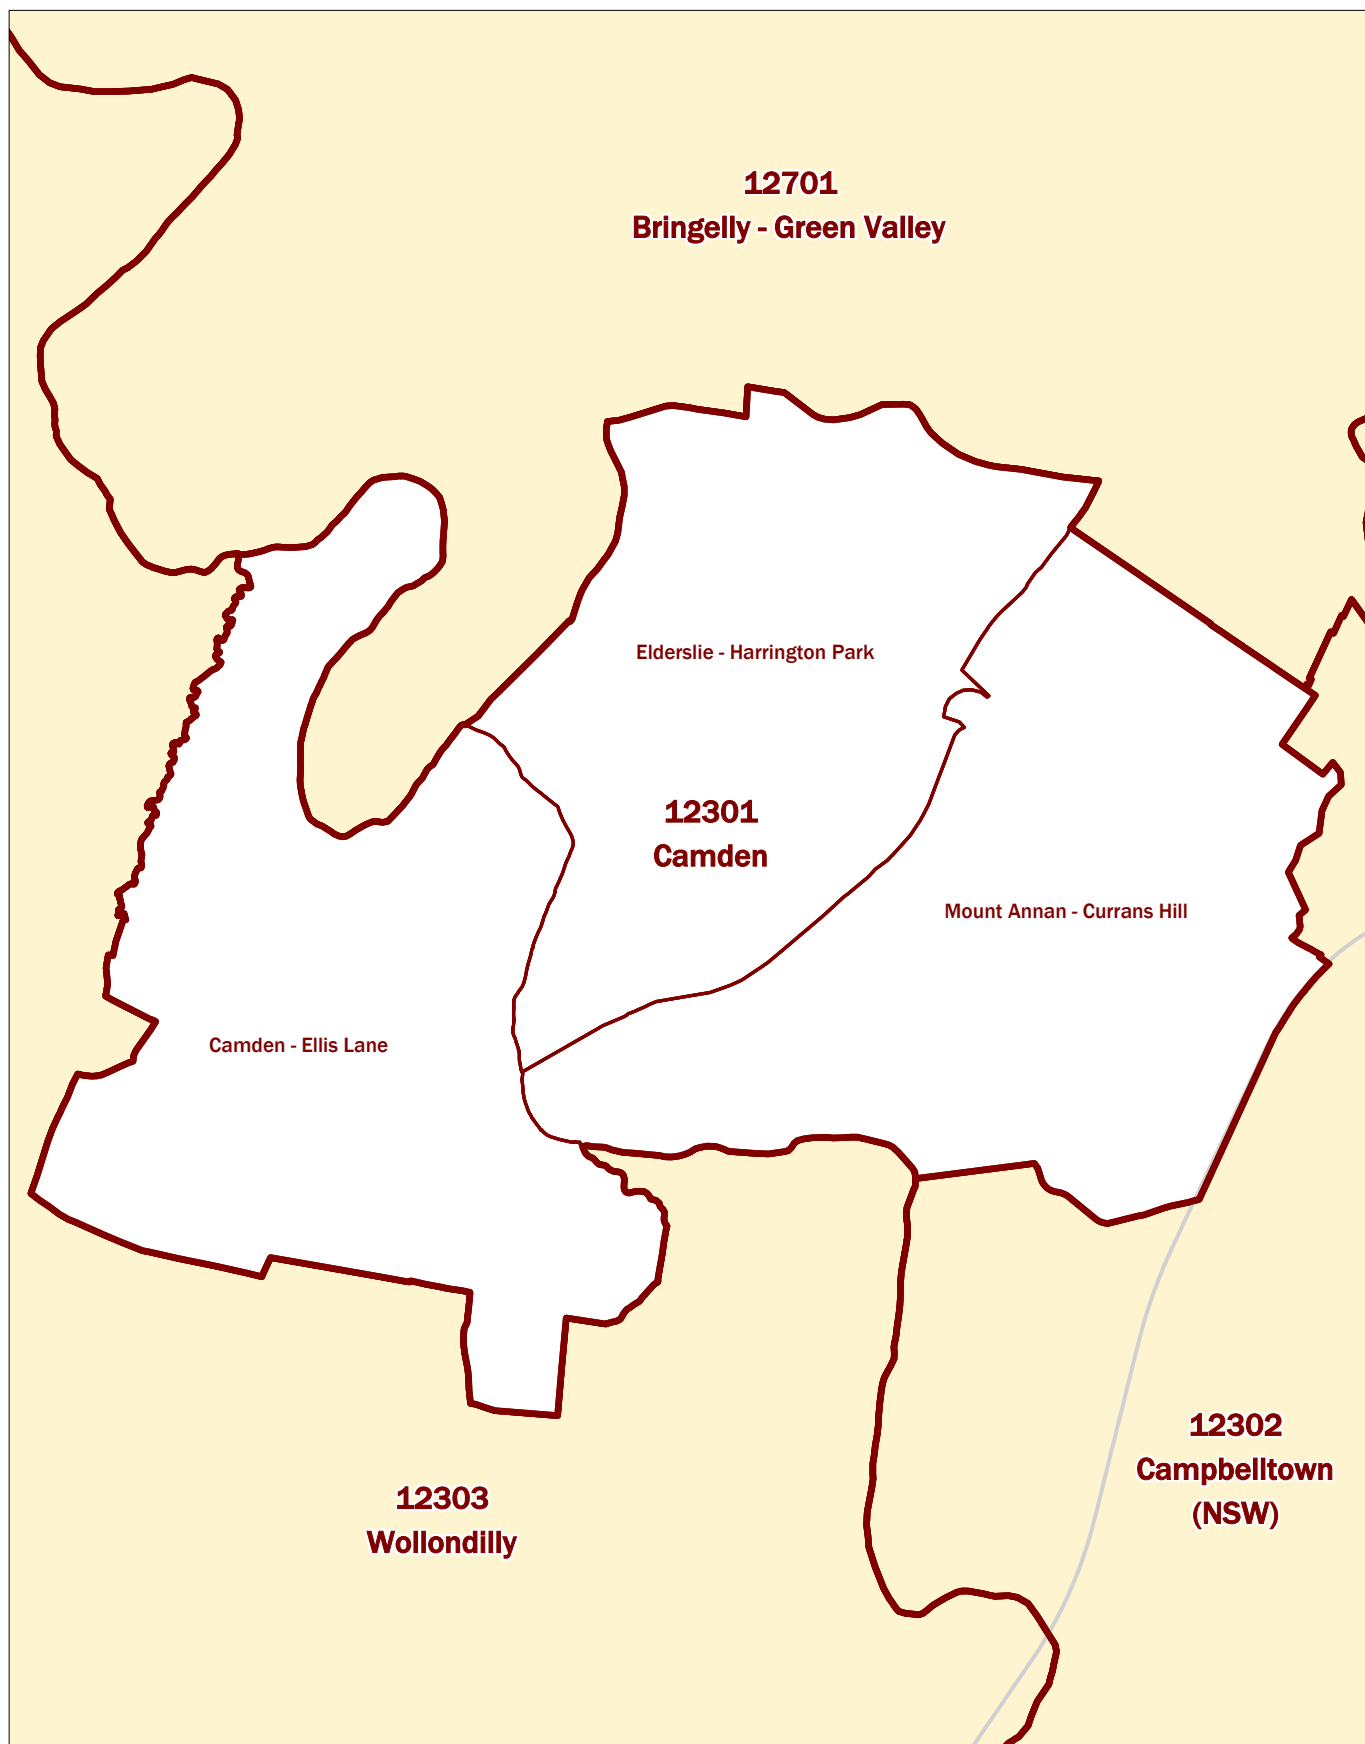 12701
Bringelly - Green Valley
Elderslie - Harrington Park
12301
Camden
Mount Annan - Currans Hill
Camden - Ellis Lane
12302
Campbelltown
(NSW)
12303
Wollondilly